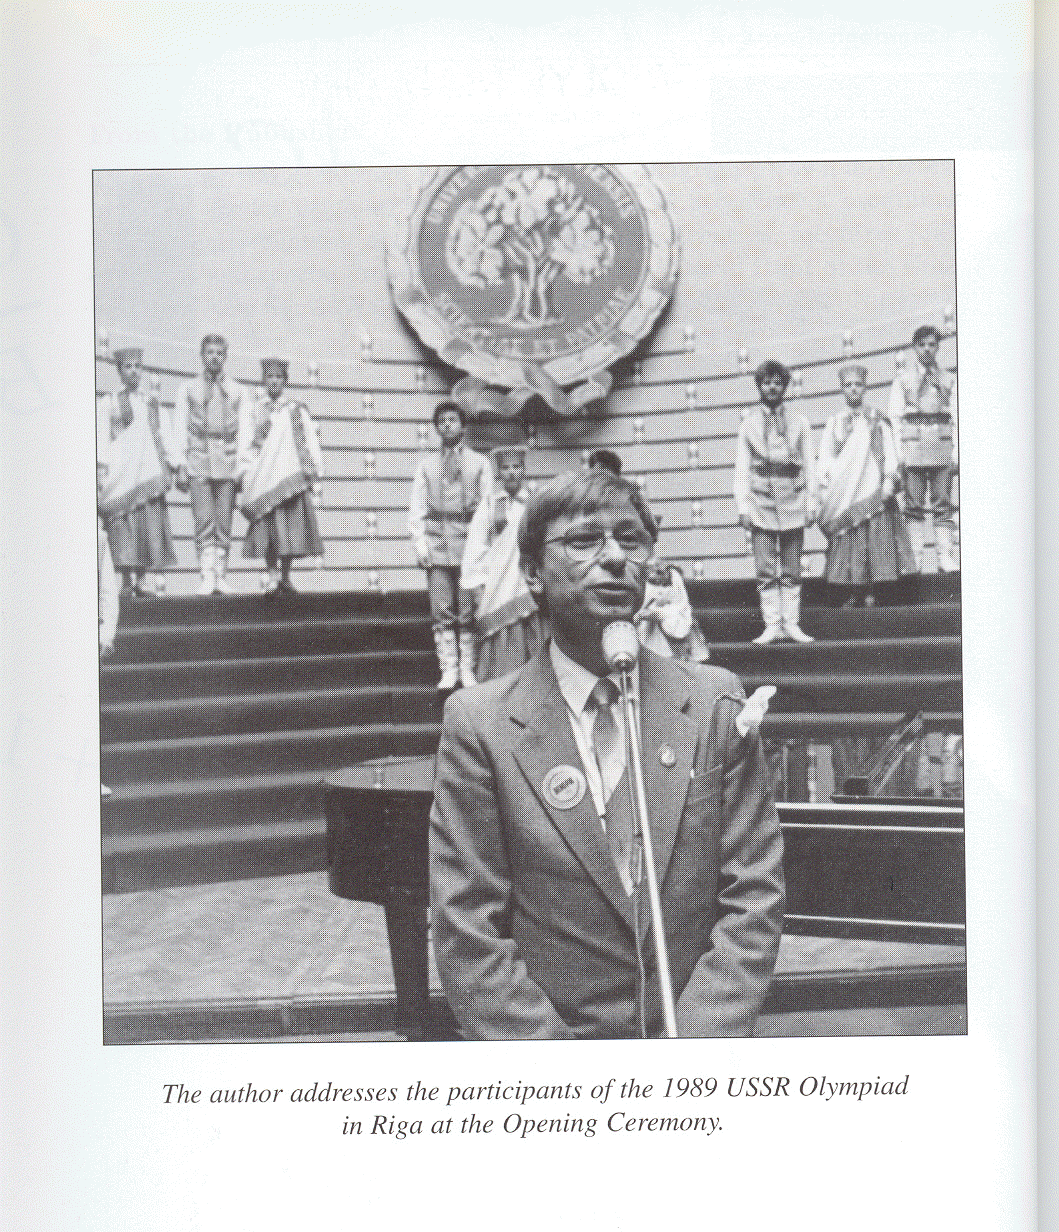 The author addresses the participants of the 1989 USSR Olympiad
in Riga at the Opening Ceremony.